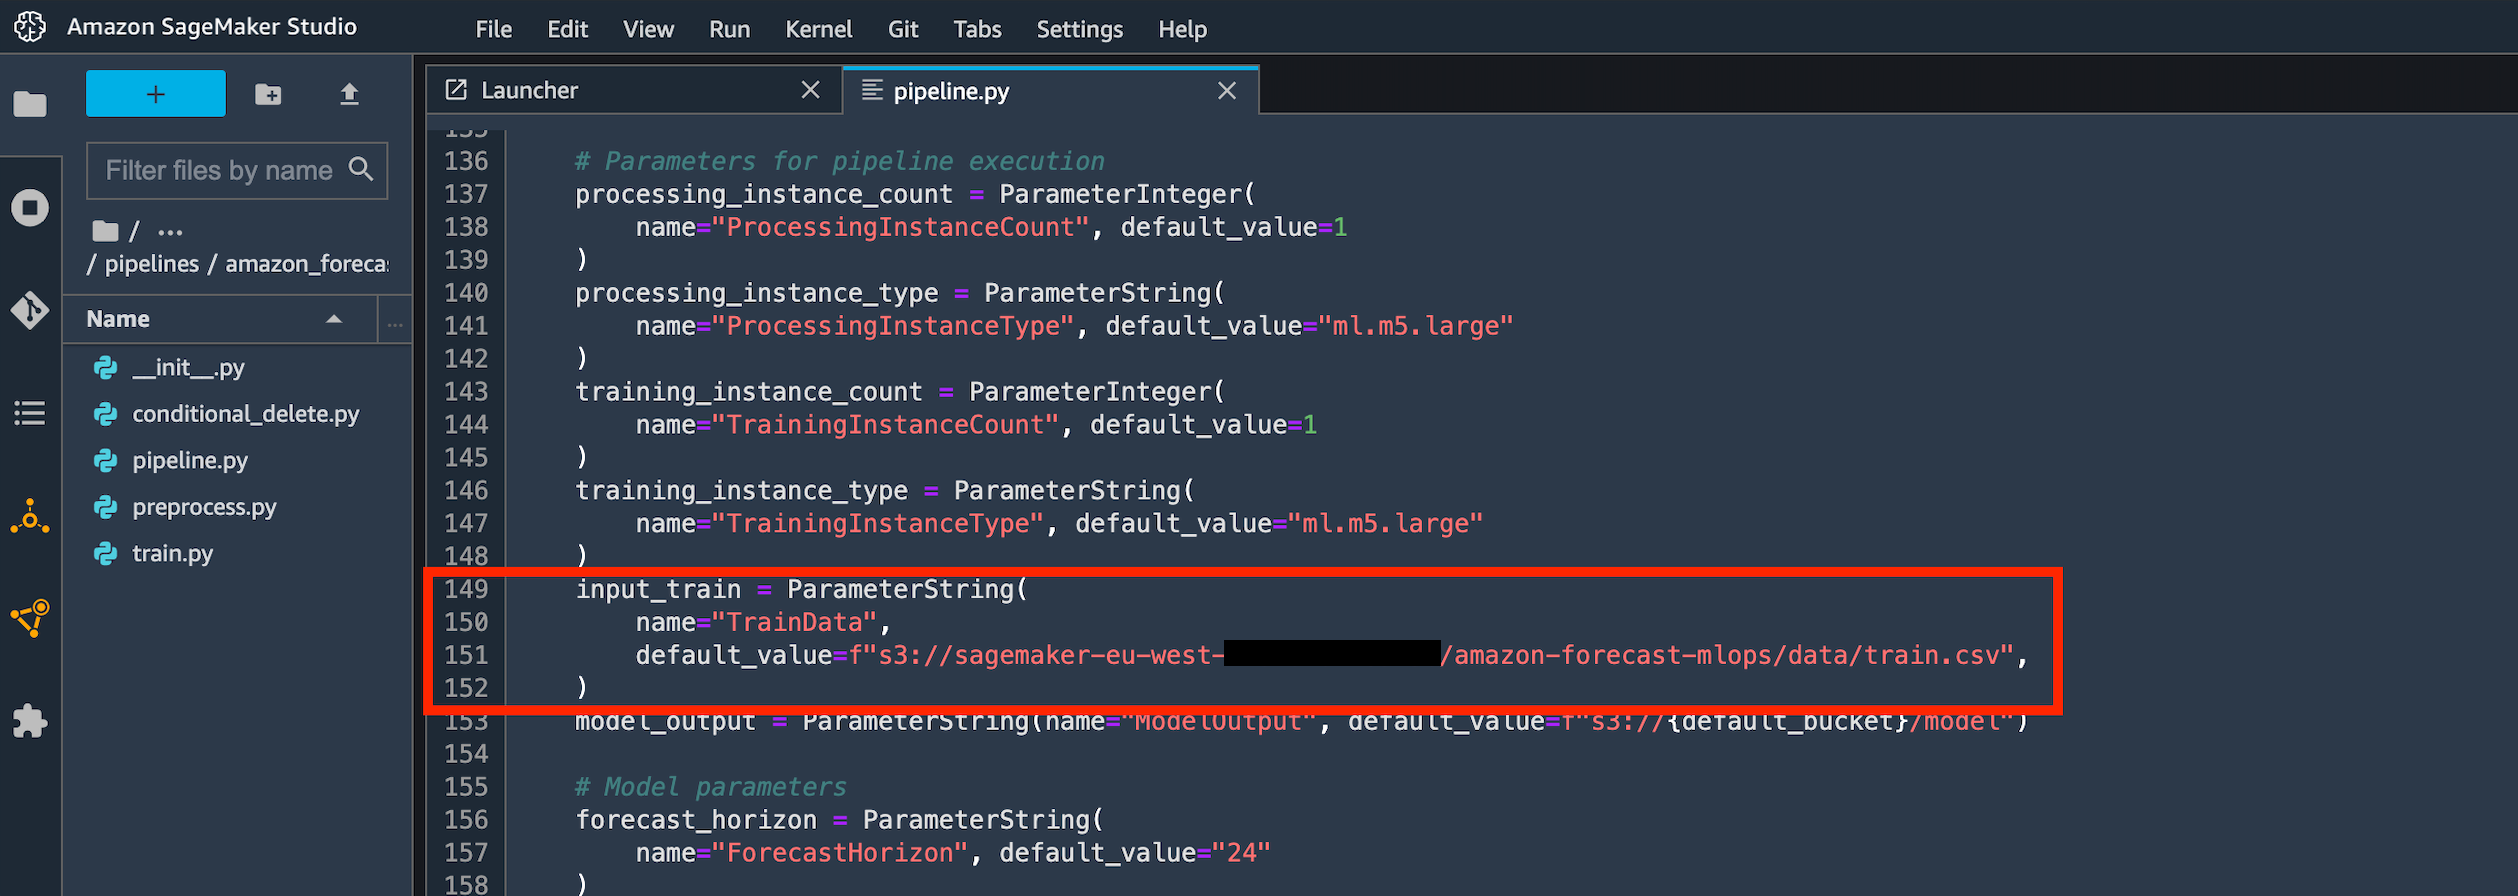 Amazon SageMaker Studio
File Edit View Run Kernel Git Tabs Settings Help
+
Launcher
pipeline.py
Filter files by name
/ ...
/ pipelines / amazon_foreca
Name
...
__init__.py
conditional_delete.py
pipeline.py
preprocess.py
train.py
135
136 # Parameters for pipeline execution
137 processing_instance_count = ParameterInteger(
138 name="ProcessingInstanceCount", default_value=1
139 )
140 processing_instance_type = ParameterString(
141 name="ProcessingInstanceType", default_value="ml.m5.large"
142 )
143 training_instance_count = ParameterInteger(
144 name="TrainingInstanceCount", default_value=1
145 )
146 training_instance_type = ParameterString(
147 name="TrainingInstanceType", default_value="ml.m5.large"
148 )
149 input_train = ParameterString(
150 name="TrainData",
151 default_value=f"s3://sagemaker-eu-west- /amazon-forecast-mlops/data/train.csv",
152 )
153 model_output = ParameterString(name="ModelOutput", default_value=f"s3://{default_bucket}/model")
154
155 # Model parameters
156 forecast_horizon = ParameterString(
157 name="ForecastHorizon", default_value="24"
158 )